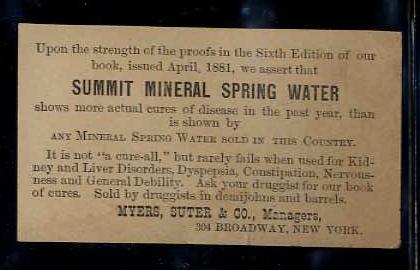 Upon the strength of the proofs in the Sixth Edition of our
book, issued April, 1881, we assert that
SUMMIT MINERAL SPRING WATER
shows more actual cures of disease in the past year, than
is shown by
ANY MINERAL SPRING WATER SOLD IN THIS COUNTRY.
It is not "a cure-all," but rarely fails when used for Kid-
ney and Liver Disorders, Dyspepsia, Constipation, Nervous-
ness and General Debility. Ask your druggist for our book
of cures. Sold by druggists in demijohns and barrels.
MYERS, SUTER & CO., Managers,
304 BROADWAY, NEW YORK.